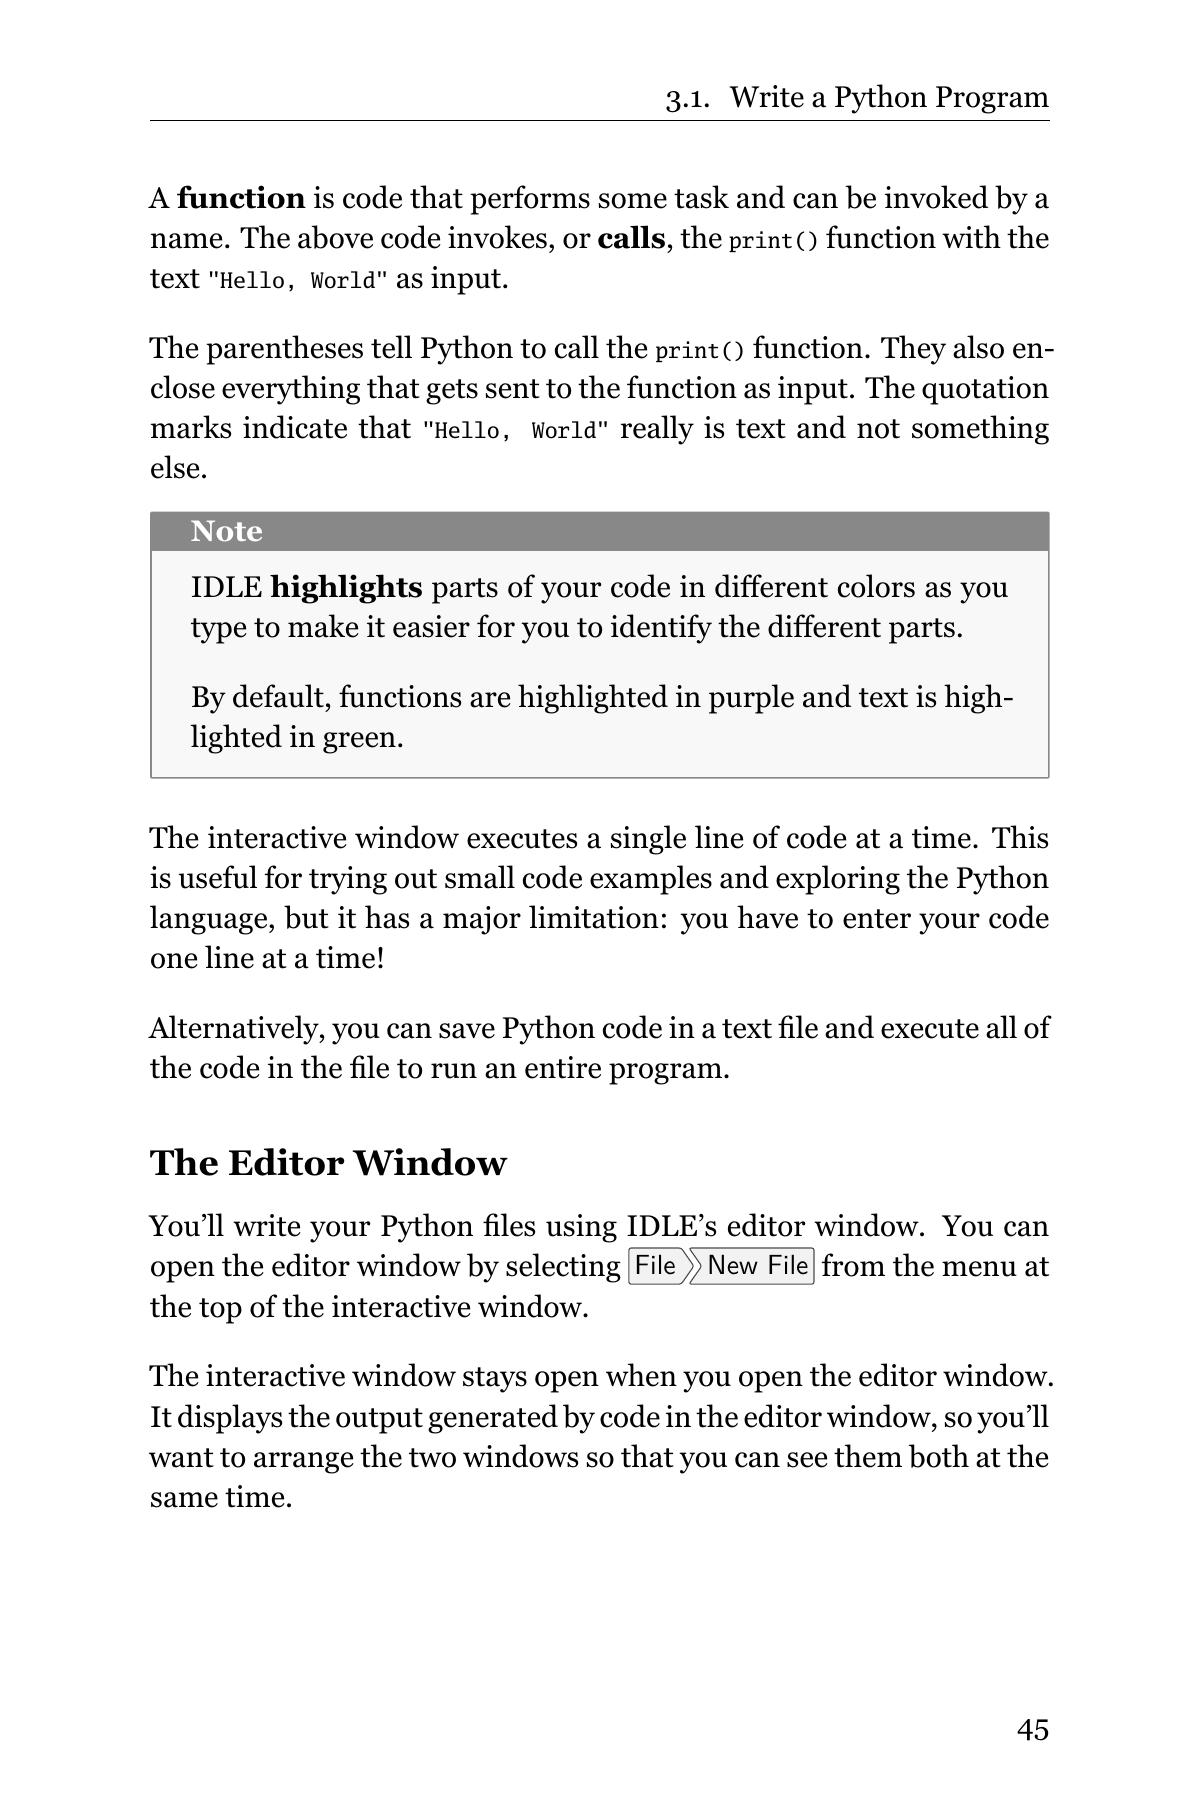 3.1. Write a Python Program
A function is code that performs some task and can be invoked by a
name. The above code invokes, or calls, the print() function with the
text "Hello, World" as input.
The parentheses tell Python to call the print() function. They also en-
close everything that gets sent to the function as input. The quotation
marks indicate that "Hello, World" really is text and not something
else.
Note
IDLE highlights parts of your code in different colors as you
type to make it easier for you to identify the different parts.
By default, functions are highlighted in purple and text is high-
lighted in green.
The interactive window executes a single line of code at a time. This
is useful for trying out small code examples and exploring the Python
language, but it has a major limitation: you have to enter your code
one line at a time!
Alternatively, you can save Python code in a text file and execute all of
the code in the file to run an entire program.
The Editor Window
You’ll write your Python files using IDLE’s editor window. You can
open the editor window by selecting File New File from the menu at
the top of the interactive window.
The interactive window stays open when you open the editor window.
It displays the output generated by code in the editor window, so you’ll
want to arrange the two windows so that you can see them both at the
same time.
45